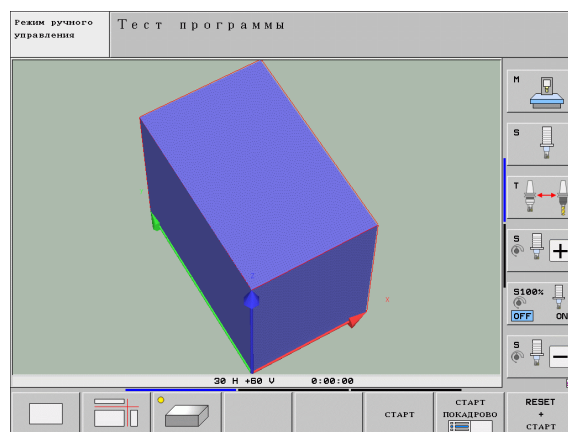 Режим ручного
управления
Тест программы
M
S
T
S
S100%
OFF ON
S
Z
X
30 H +60 V 0:00:00
СТАРТ
СТАРТ
ПОКАДРОВО
RESET
+
СТАРТ